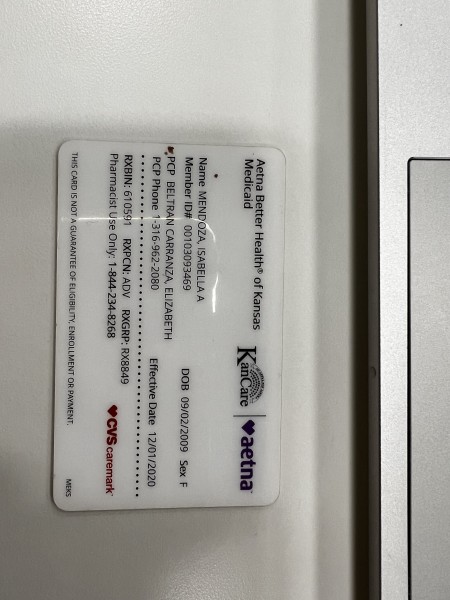 Aetna Better Health® of Kansas
Medicaid
KanCare
aetna
Name MENDOZA, ISABELLA A
Member ID# 00103093469
DOB 09/02/2009 Sex F
PCP BELTRAN CARRANZA, ELIZABETH
PCP Phone 1-316-962-2080
Effective Date 12/01/2020
RXBIN: 610591 RXPCN: ADV RXGRP: RX8849
Pharmacist Use Only: 1-844-234-8268
CVS caremark
THIS CARD IS NOT A GUARANTEE OF ELIGIBILITY, ENROLLMENT OR PAYMENT.
MEKS